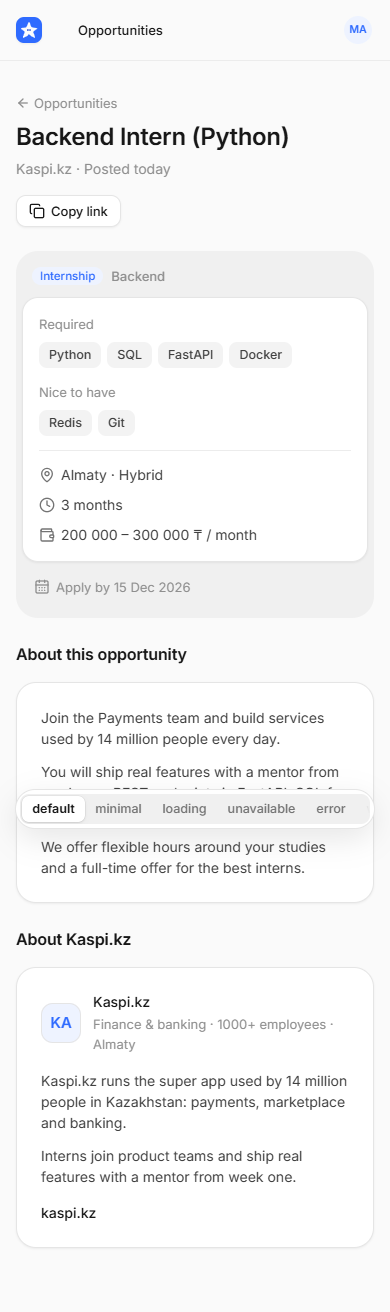 Opportunities
MA
Opportunities
Backend Intern (Python)
Kaspi.kz · Posted today
Copy link
Internship Backend
Required
Python SQL FastAPI Docker
Nice to have
Redis Git
Almaty · Hybrid
3 months
200 000 – 300 000 ₸ / month
Apply by 15 Dec 2026
About this opportunity
Join the Payments team and build services
used by 14 million people every day.
You will ship real features with a mentor from
default minimal loading unavailable error
We offer flexible hours around your studies
and a full-time offer for the best interns.
About Kaspi.kz
KA
Kaspi.kz
Finance & banking · 1000+ employees ·
Almaty
Kaspi.kz runs the super app used by 14 million
people in Kazakhstan: payments, marketplace
and banking.
Interns join product teams and ship real
features with a mentor from week one.
kaspi.kz